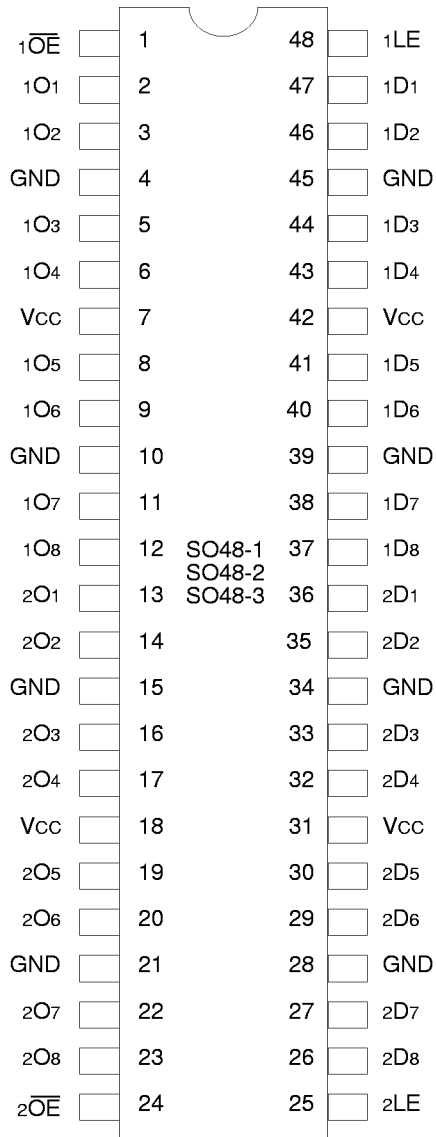 1O̅E̅ 1 48 1LE
1O1 2 47 1D1
1O2 3 46 1D2
GND 4 45 GND
1O3 5 44 1D3
1O4 6 43 1D4
VCC 7 42 VCC
1O5 8 41 1D5
1O6 9 40 1D6
GND 10 39 GND
1O7 11 38 1D7
1O8 12 SO48-1 37 1D8
SO48-2
2O1 13 SO48-3 36 2D1
2O2 14 35 2D2
GND 15 34 GND
2O3 16 33 2D3
2O4 17 32 2D4
VCC 18 31 VCC
2O5 19 30 2D5
2O6 20 29 2D6
GND 21 28 GND
2O7 22 27 2D7
2O8 23 26 2D8
2O̅E̅ 24 25 2LE